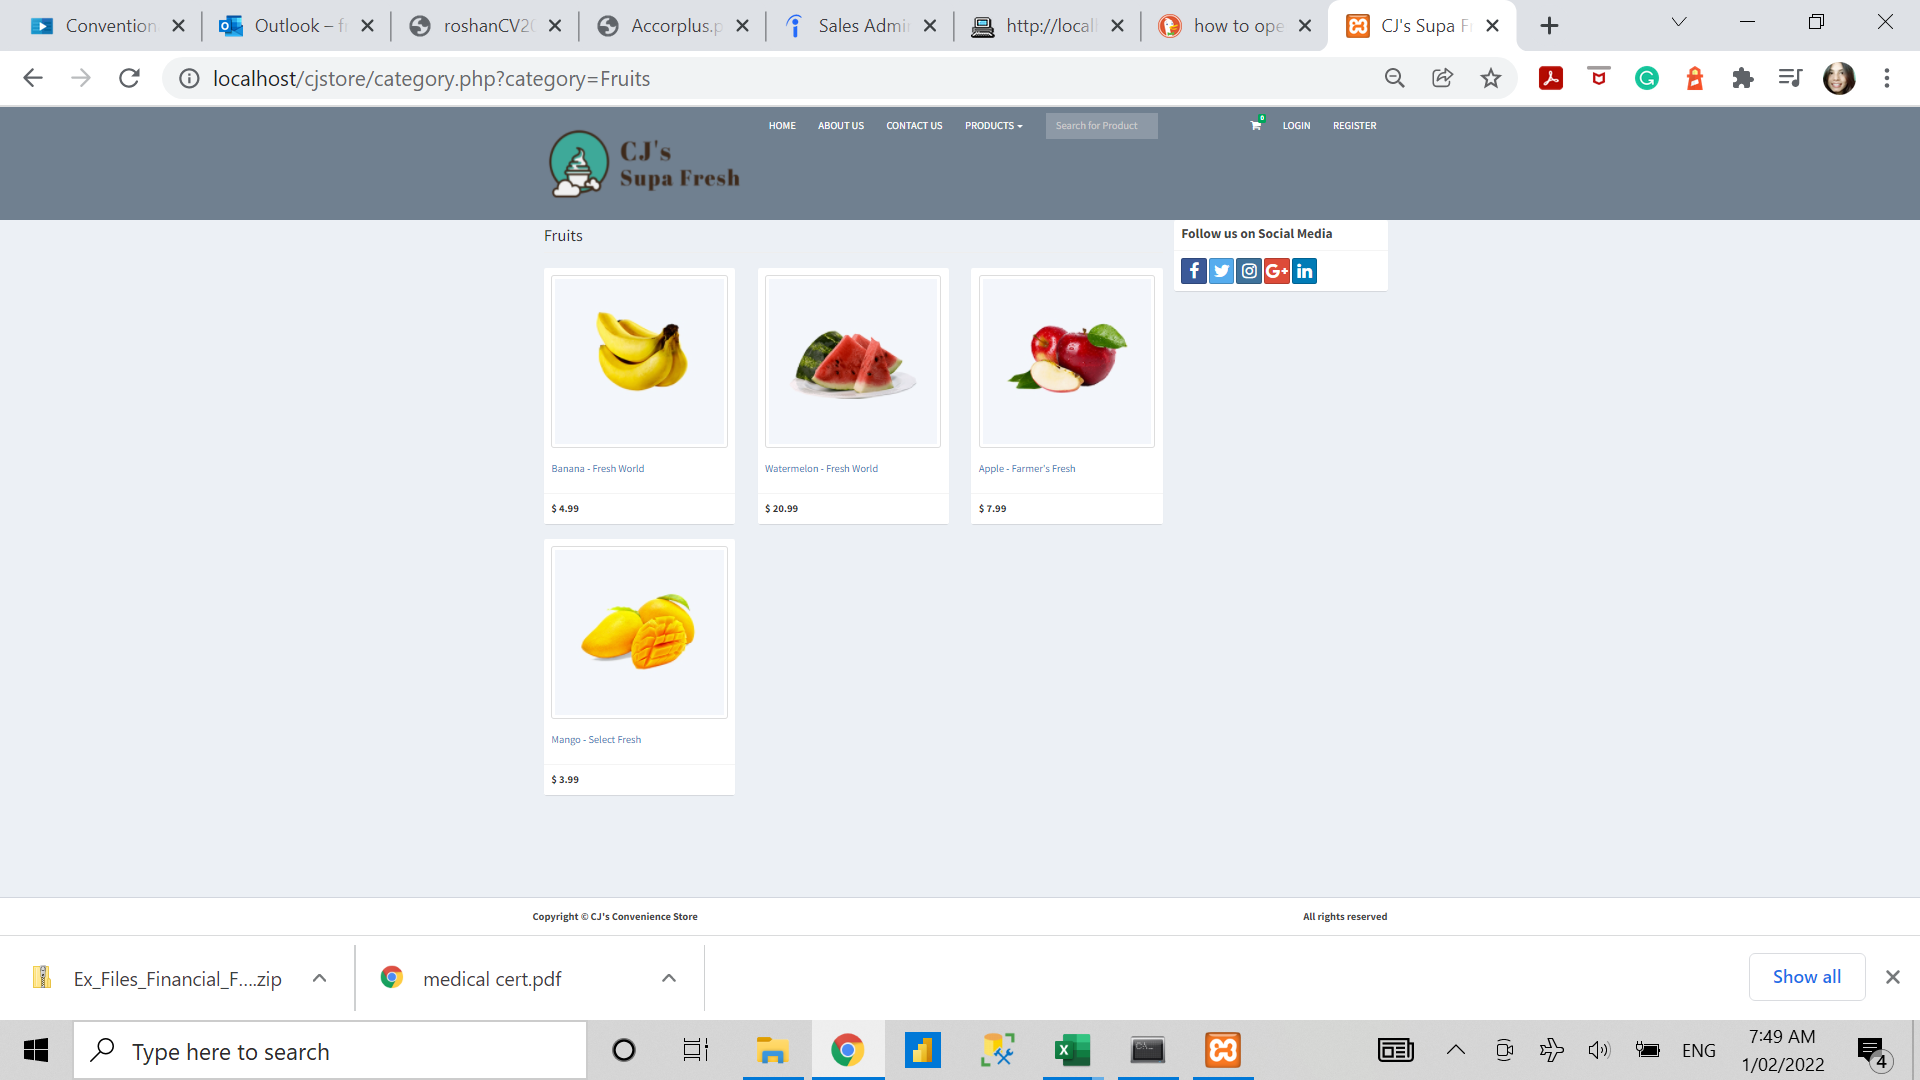 Convention
Outlook – f
roshanCV20
Accorplus.p
Sales Admi
http://locall
how to ope
CJ's Supa F
localhost/cjstore/category.php?category=Fruits
HOME
ABOUT US
CONTACT US
PRODUCTS
Search for Product
0
LOGIN
REGISTER
CJ's
Supa Fresh
Fruits
Follow us on Social Media
Banana - Fresh World
Watermelon - Fresh World
Apple - Farmer's Fresh
$ 4.99
$ 20.99
$ 7.99
Mango - Select Fresh
$ 3.99
Copyright © CJ's Convenience Store
All rights reserved
Ex_Files_Financial_F....zip
medical cert.pdf
Show all
Type here to search
ENG
7:49 AM
1/02/2022
4